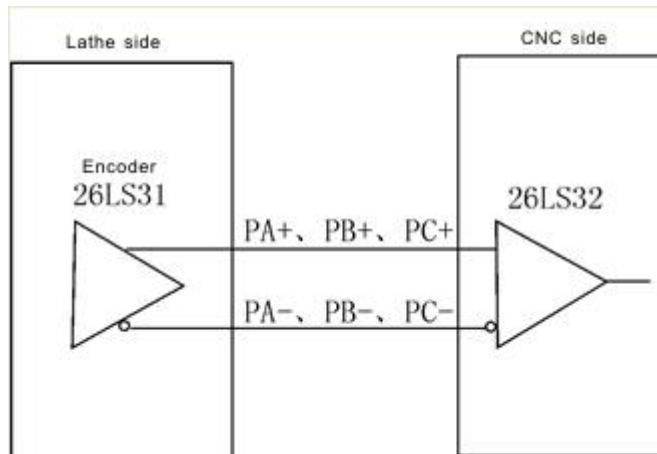 Lathe side
CNC side
Encoder
26LS31
26LS32
PA+、PB+、PC+
PA-、PB-、PC-